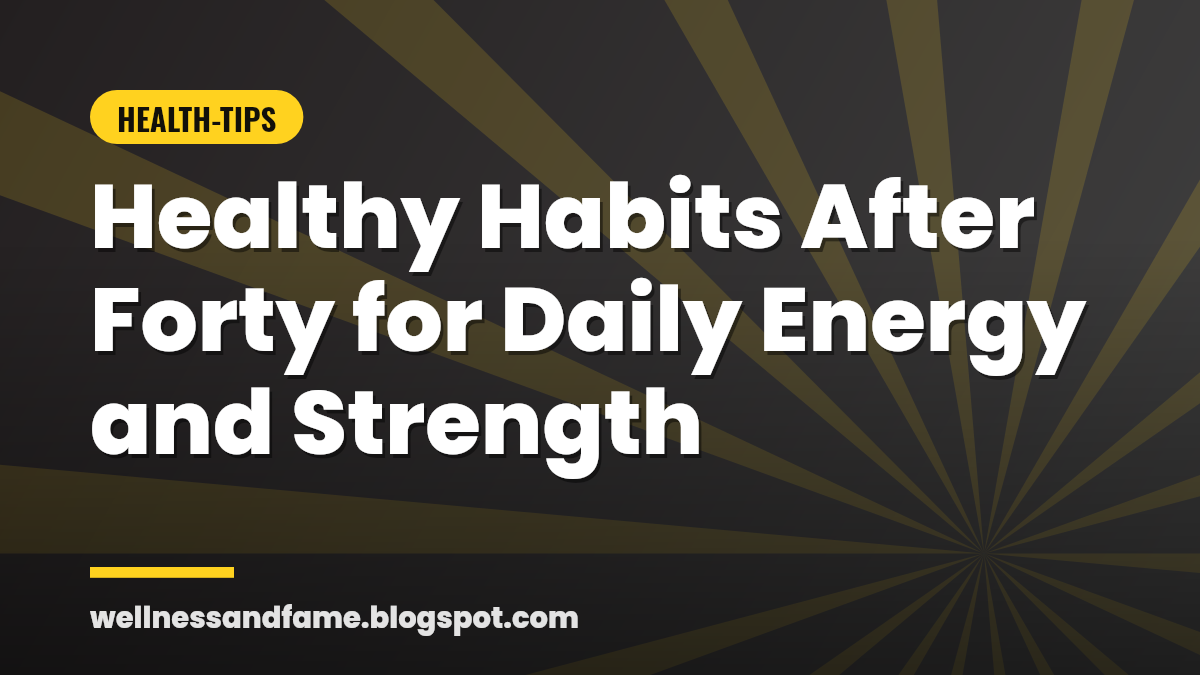 HEALTH-TIPS
Healthy Habits After
Forty for Daily Energy
and Strength
wellnessandfame.blogspot.com